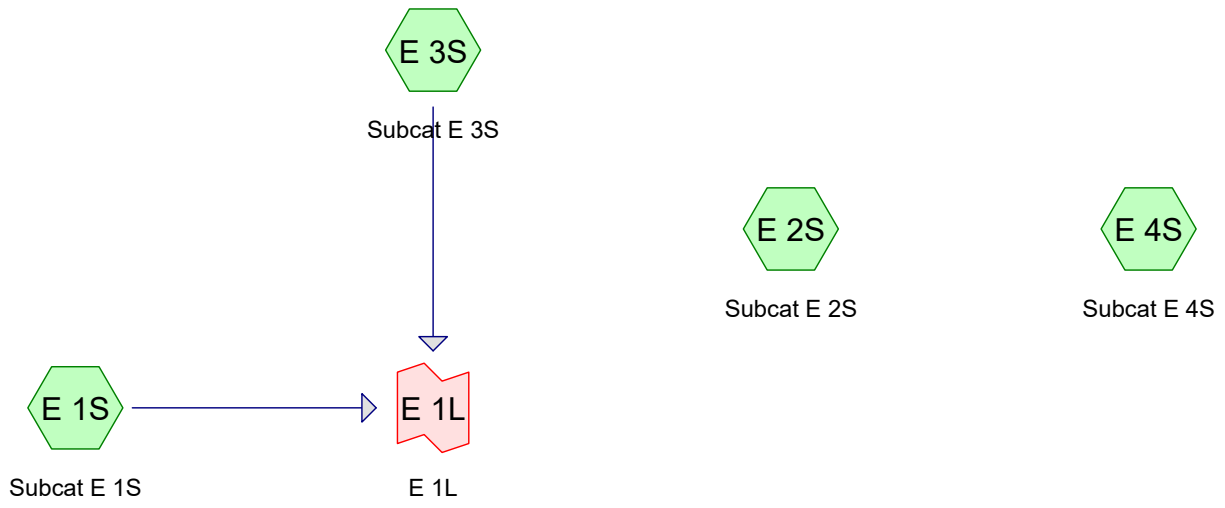 E 3S
Subcat E 3S
E 2S
Subcat E 2S
E 4S
Subcat E 4S
E 1S
Subcat E 1S
E 1L
E 1L